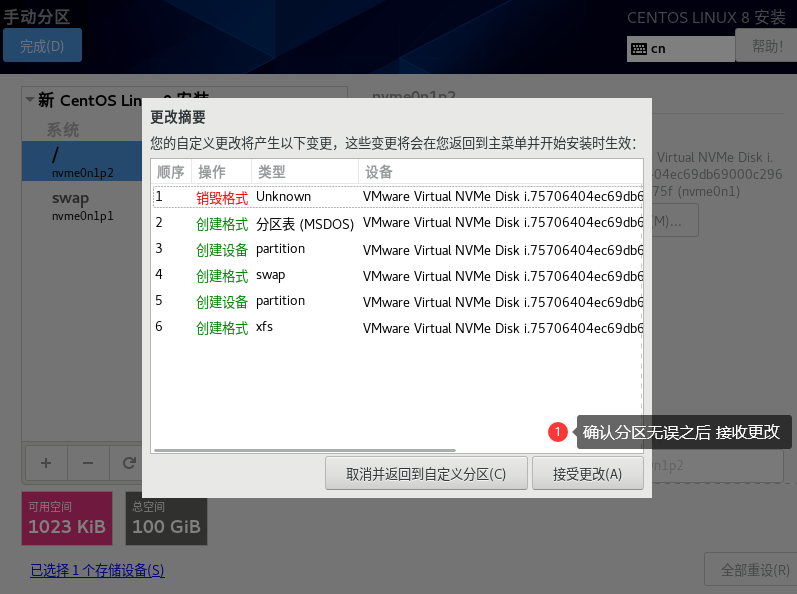 手动分区
CENTOS LINUX 8 安装
完成(D)
cn
帮助!
新 CentOS Linux 8 安装
nvme0n1p2
系统
/
nvme0n1p2
swap
nvme0n1p1
更改摘要
您的自定义更改将产生以下变更，这些变更将会在您返回到主菜单并开始安装时生效：
顺序 操作 类型 设备
1 销毁格式 Unknown VMware Virtual NVMe Disk i.75706404ec69db6
2 创建格式 分区表 (MSDOS) VMware Virtual NVMe Disk i.75706404ec69db6
3 创建设备 partition VMware Virtual NVMe Disk i.75706404ec69db6
4 创建格式 swap VMware Virtual NVMe Disk i.75706404ec69db6
5 创建设备 partition VMware Virtual NVMe Disk i.75706404ec69db6
6 创建格式 xfs VMware Virtual NVMe Disk i.75706404ec69db6
Virtual NVMe Disk i.
04ec69db69000c296
75f (nvme0n1)
(M)...
1 确认分区无误之后 接收更改
取消并返回到自定义分区(C)
接受更改(A)
n1p2
+ −
可用空间
1023 KiB
总空间
100 GiB
已选择 1 个存储设备(S)
全部重设(R)